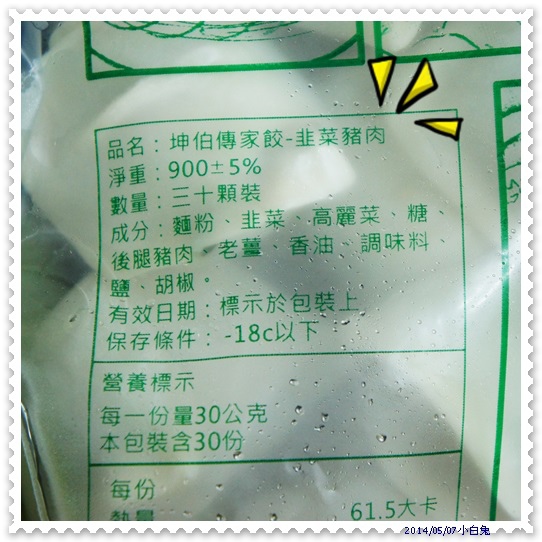 品名：坤伯傳家餃-韭菜豬肉
淨重：900±5%
數量：三十顆裝
成分：麵粉、韭菜、高麗菜、糖、
後腿豬肉、老薑、香油、調味料、
鹽、胡椒。
有效日期：標示於包裝上
保存條件：-18c以下
營養標示
每一份量30公克
本包裝含30份
每份
熱量 61.5大卡
2014/05/07小白兔